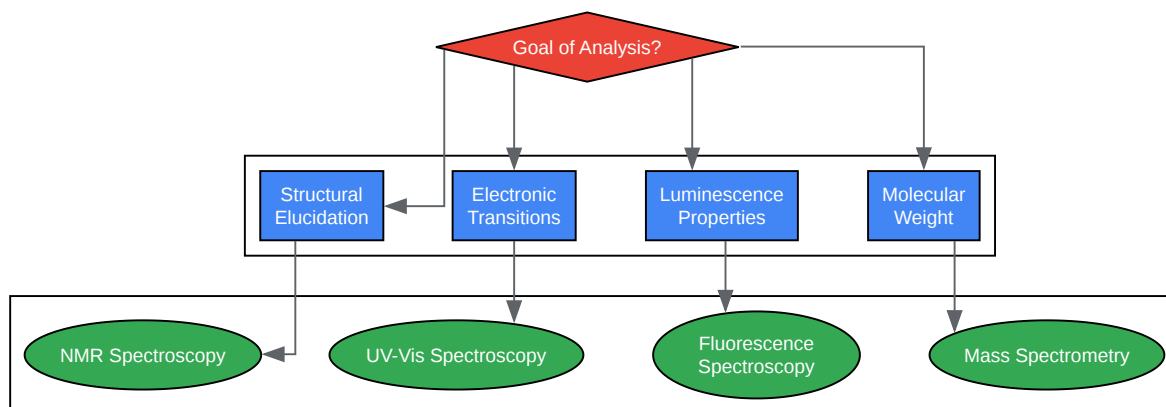 Goal of Analysis?
Structural
Elucidation
Electronic
Transitions
Luminescence
Properties
Molecular
Weight
NMR Spectroscopy
UV-Vis Spectroscopy
Fluorescence
Spectroscopy
Mass Spectrometry